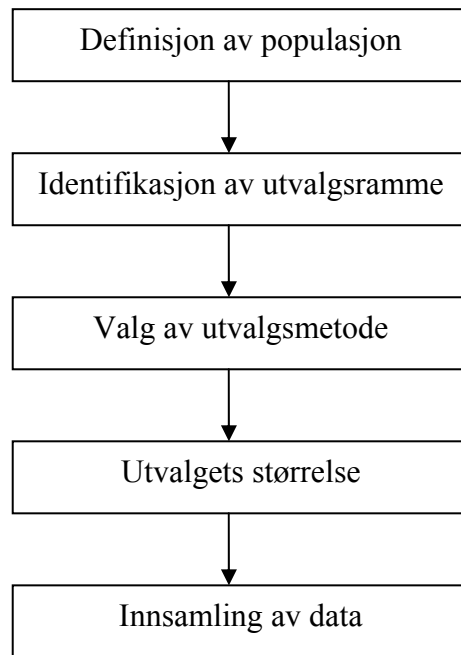 Definisjon av populasjon
Identifikasjon av utvalgsramme
Valg av utvalgsmetode
Utvalgets størrelse
Innsamling av data